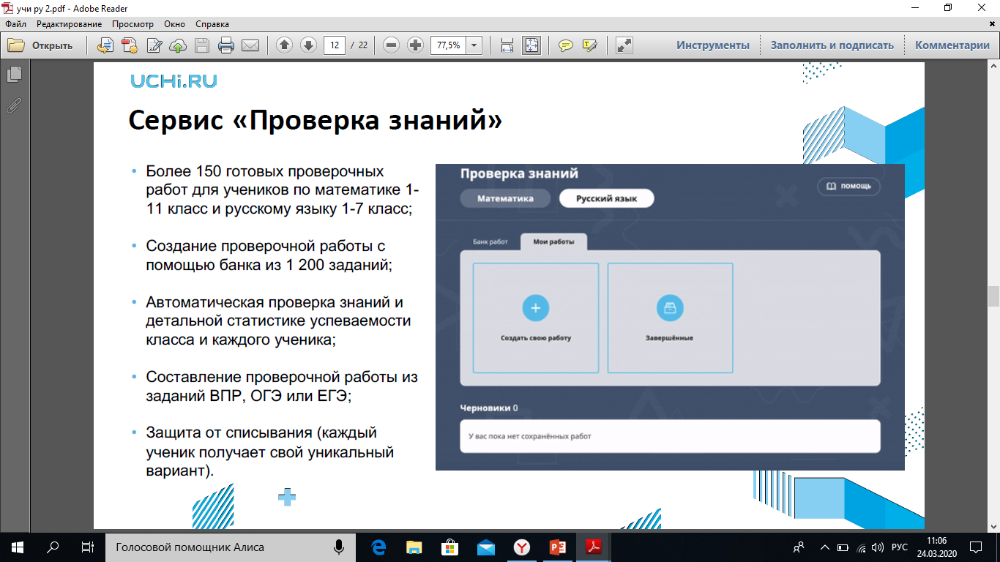 учи ру 2.pdf - Adobe Reader
Файл Редактирование Просмотр Окно Справка
Открыть 12 / 22 77,5% Инструменты Заполнить и подписать Комментарии
UCHi.RU
Сервис «Проверка знаний»
• Более 150 готовых проверочных
работ для учеников по математике 1-
11 класс и русскому языку 1-7 класс;
• Создание проверочной работы с
помощью банка из 1 200 заданий;
• Автоматическая проверка знаний и
детальной статистике успеваемости
класса и каждого ученика;
• Составление проверочной работы из
заданий ВПР, ОГЭ или ЕГЭ;
• Защита от списывания (каждый
ученик получает свой уникальный
вариант).
Проверка знаний
помощь
Математика Русский язык
Банк работ Мои работы
Создать свою работу Завершённые
Черновики 0
У вас пока нет сохранённых работ
Голосовой помощник Алиса
РУС
11:06
24.03.2020